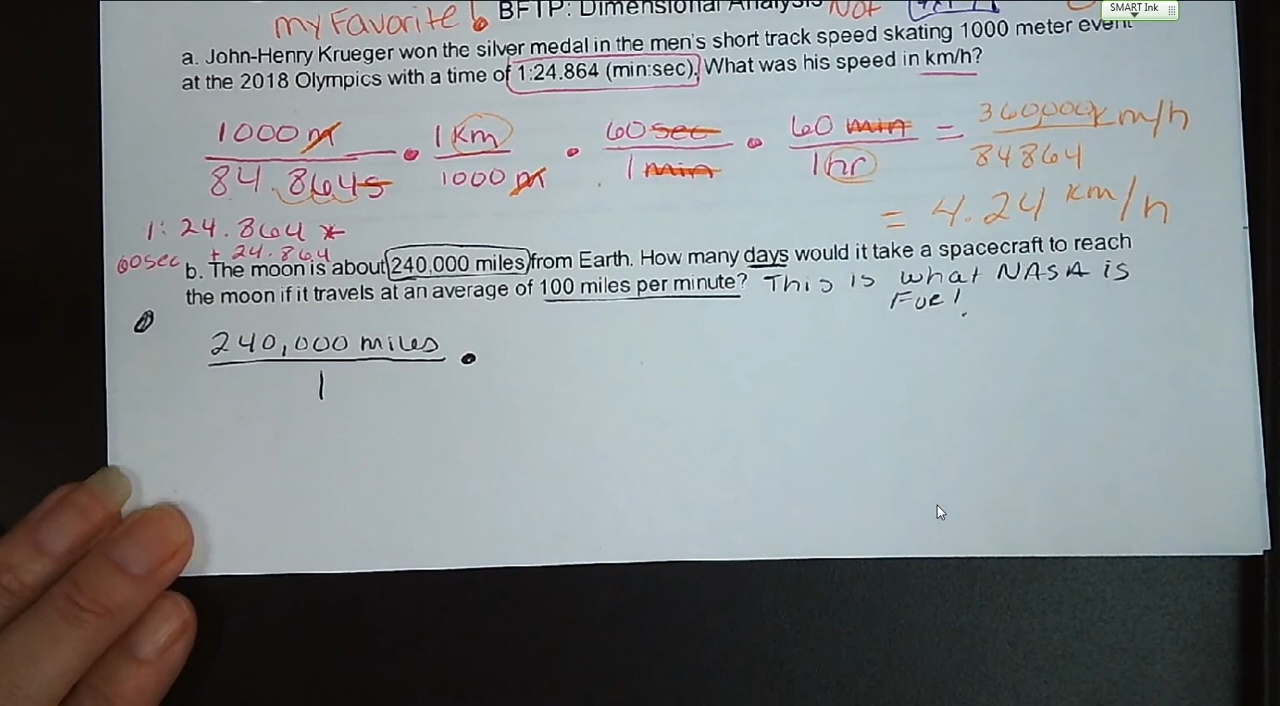 my Favorite! BFTP: Dimensional Analysis Not
SMART Ink
a. John-Henry Krueger won the silver medal in the men's short track speed skating 1000 meter event
at the 2018 Olympics with a time of 1:24.864 (min:sec). What was his speed in km/h?
1000 m / 84.864 s • 1 km / 1000 m • 60 sec / 1 min • 60 min / 1 hr = 360,000 km/h / 84864
= 4.24 km/h
1: 24.864 *
60sec + 24.864
b. The moon is about 240,000 miles from Earth. How many days would it take a spacecraft to reach
the moon if it travels at an average of 100 miles per minute? This is what NASA is
For!
240,000 miles / 1 •